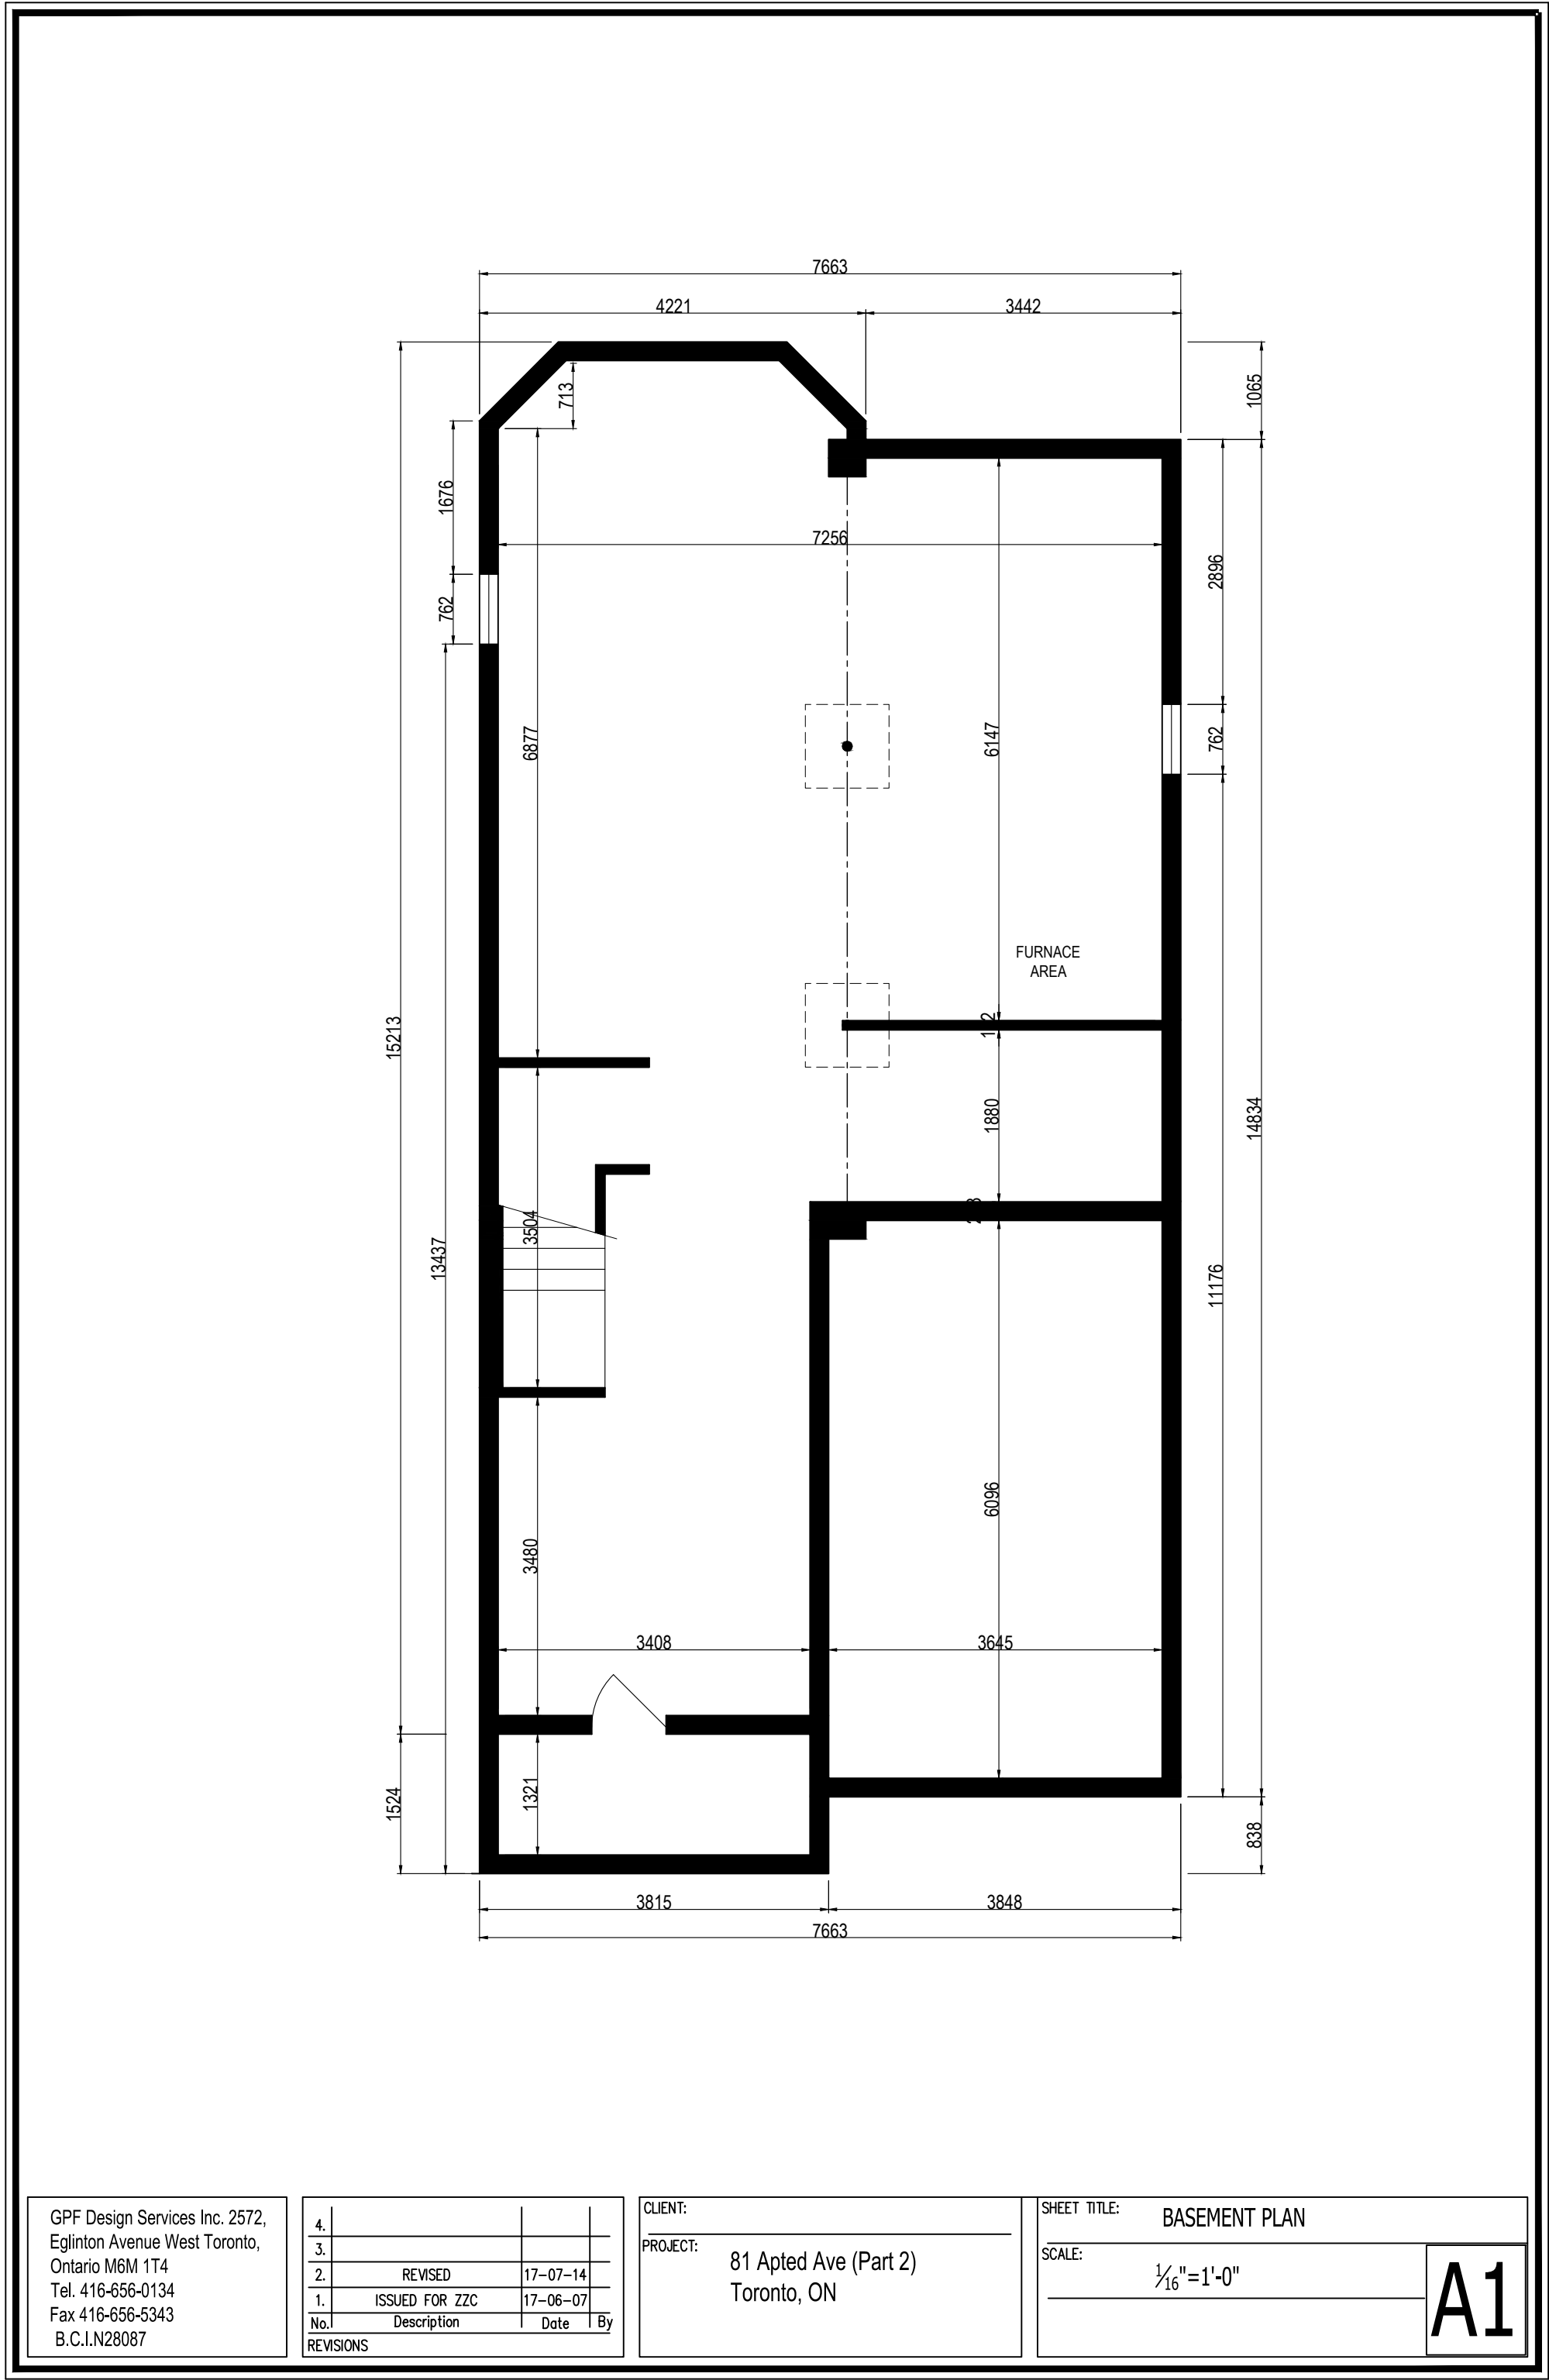 7663
4221
3442
713
1065
1676
7256
2896
762
6877
6147
762
FURNACE
AREA
15213
1880
14834
3504
13437
11176
6096
3480
3408
3645
1321
1524
838
3815
3848
7663
GPF Design Services Inc. 2572,
Eglinton Avenue West Toronto,
Ontario M6M 1T4
Tel. 416-656-0134
Fax 416-656-5343
B.C.I.N28087
4.
3.
2. REVISED 17-07-14
1. ISSUED FOR ZZC 17-06-07
No. Description Date By
REVISIONS
CLIENT:
PROJECT:
81 Apted Ave (Part 2)
Toronto, ON
SHEET TITLE: BASEMENT PLAN
SCALE:
1/16"=1'-0"
A1